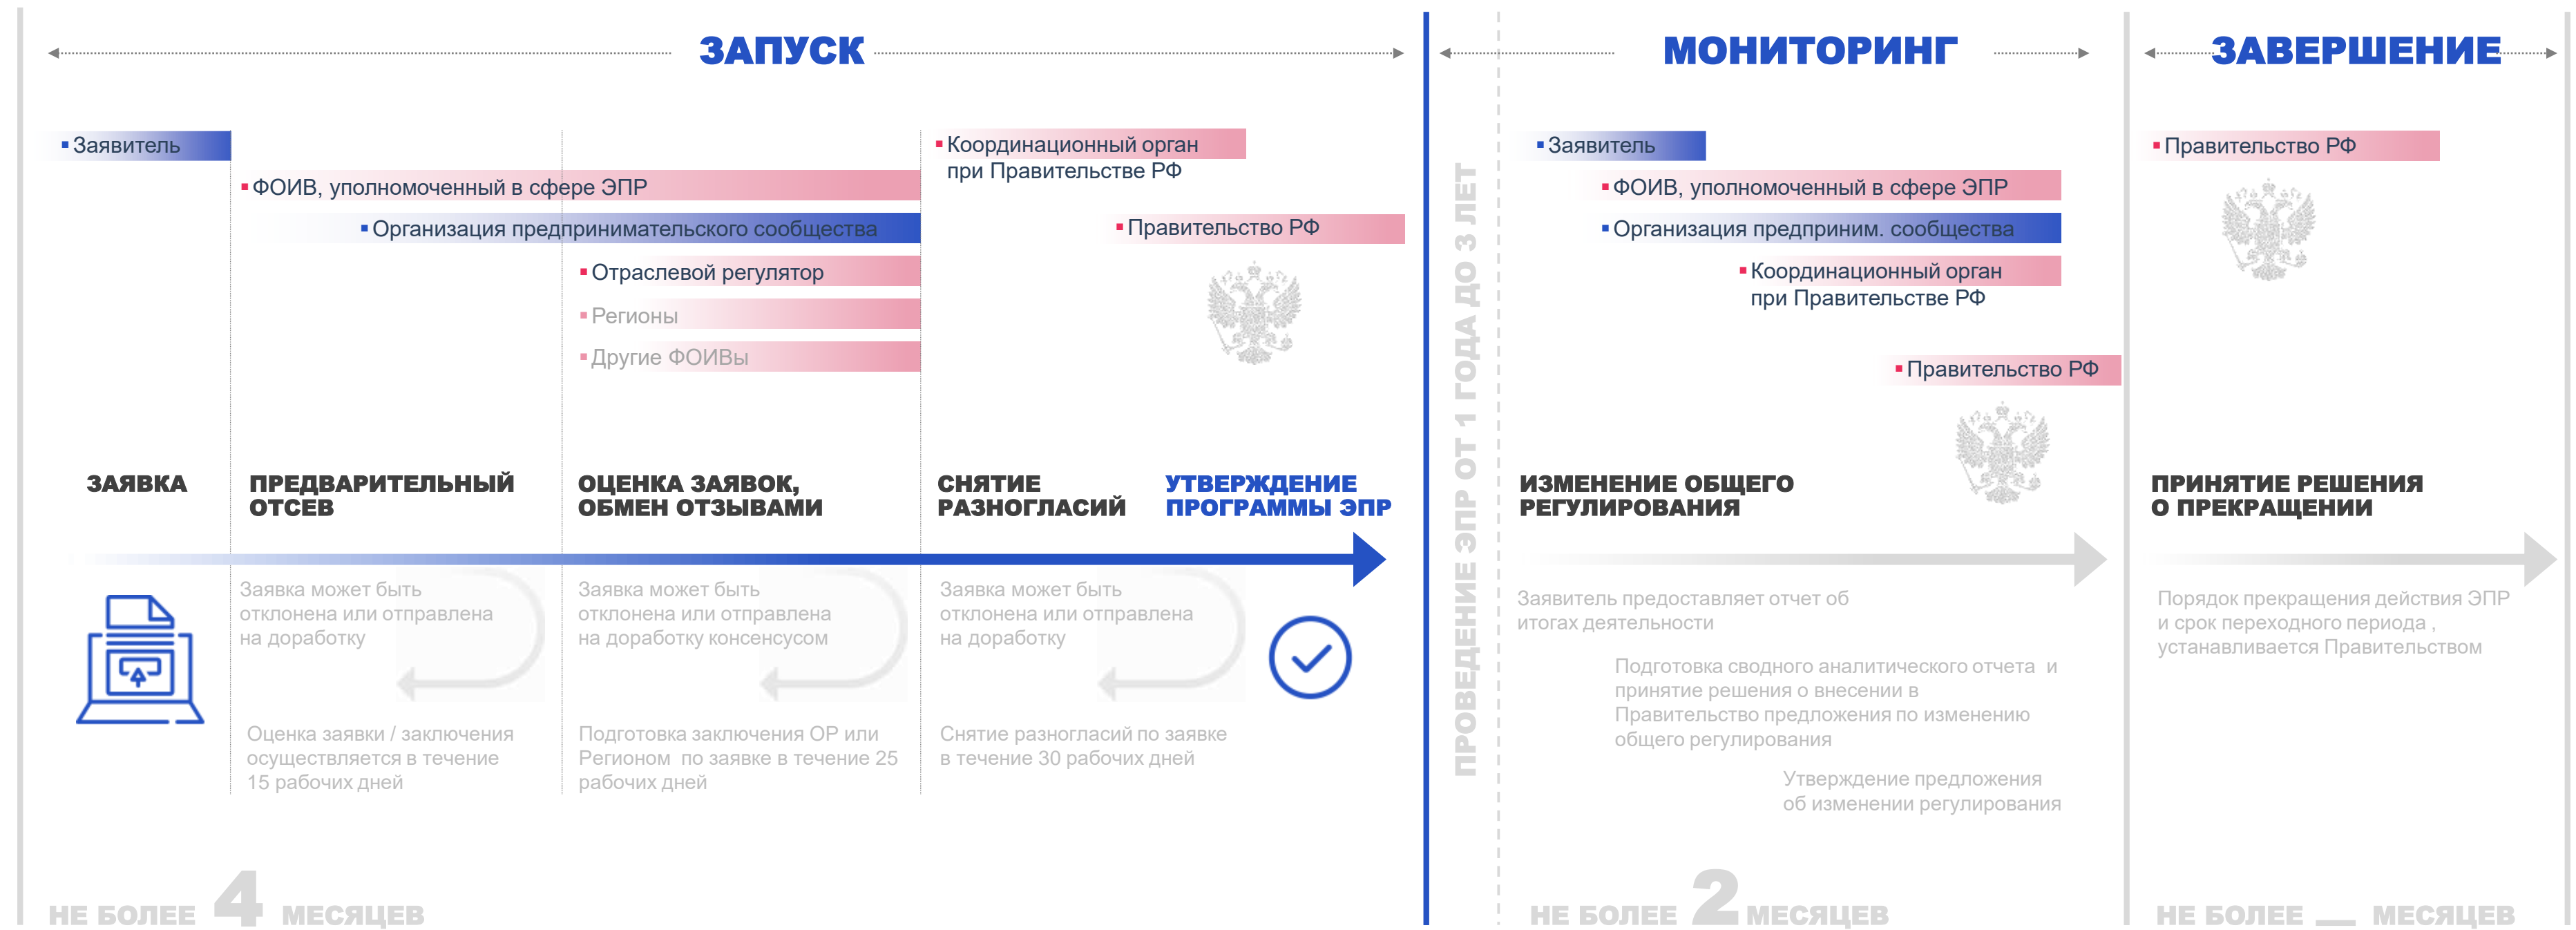 ЗАПУСК
Заявитель
ФОИВ, уполномоченный в сфере ЭПР
Организация предпринимательского сообщества
Отраслевой регулятор
Регионы
Другие ФОИВы
Координационный орган
при Правительстве РФ
Правительство РФ
ЗАЯВКА
ПРЕДВАРИТЕЛЬНЫЙ
ОТСЕВ
ОЦЕНКА ЗАЯВОК,
ОБМЕН ОТЗЫВАМИ
СНЯТИЕ
РАЗНОГЛАСИЙ
УТВЕРЖДЕНИЕ
ПРОГРАММЫ ЭПР
Заявка может быть
отклонена или отправлена
на доработку
Оценка заявки / заключения
осуществляется в течение
15 рабочих дней
Заявка может быть
отклонена или отправлена
на доработку консенсусом
Подготовка заключения ОР или
Регионом по заявке в течение 25
рабочих дней
Заявка может быть
отклонена или отправлена
на доработку
Снятие разногласий по заявке
в течение 30 рабочих дней
НЕ БОЛЕЕ 4 МЕСЯЦЕВ
ПРОВЕДЕНИЕ ЭПР ОТ 1 ГОДА ДО 3 ЛЕТ
МОНИТОРИНГ
Заявитель
ФОИВ, уполномоченный в сфере ЭПР
Организация предприним. сообщества
Координационный орган
при Правительстве РФ
Правительство РФ
ИЗМЕНЕНИЕ ОБЩЕГО
РЕГУЛИРОВАНИЯ
Заявитель предоставляет отчет об
итогах деятельности
Подготовка сводного аналитического отчета и
принятие решения о внесении в
Правительство предложения по изменению
общего регулирования
Утверждение предложения
об изменении регулирования
НЕ БОЛЕЕ 2 МЕСЯЦЕВ
ЗАВЕРШЕНИЕ
Правительство РФ
ПРИНЯТИЕ РЕШЕНИЯ
О ПРЕКРАЩЕНИИ
Порядок прекращения действия ЭПР
и срок переходного периода ,
устанавливается Правительством
НЕ БОЛЕЕ _ МЕСЯЦЕВ